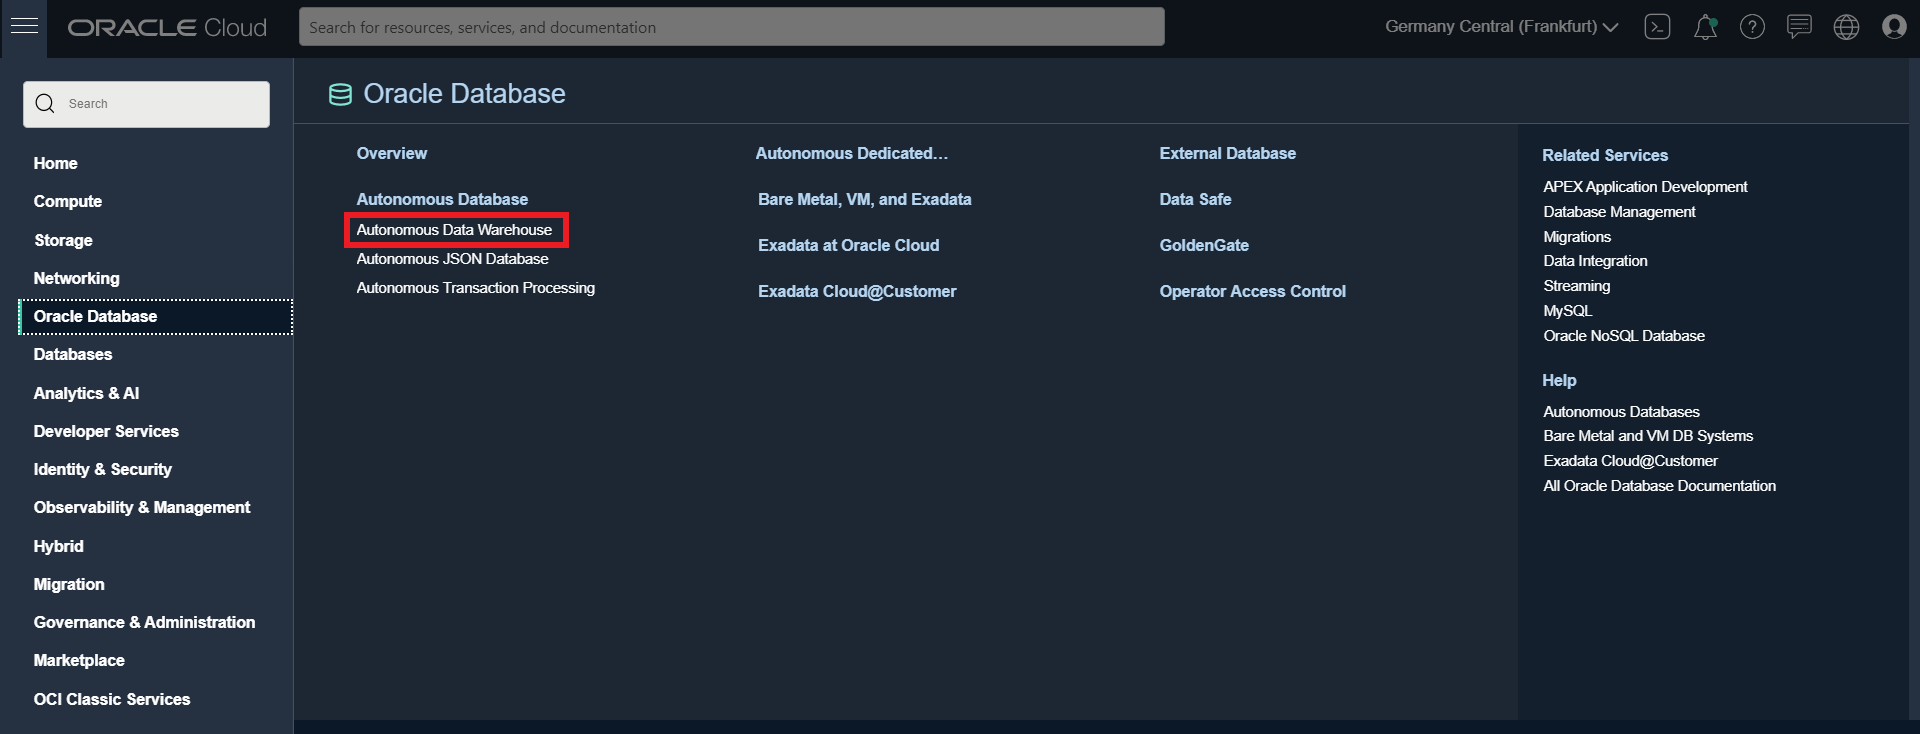 ORACLE Cloud
Search for resources, services, and documentation
Germany Central (Frankfurt)
Search
Home
Compute
Storage
Networking
Oracle Database
Databases
Analytics & AI
Developer Services
Identity & Security
Observability & Management
Hybrid
Migration
Governance & Administration
Marketplace
OCI Classic Services
Oracle Database
Overview
Autonomous Database
Autonomous Data Warehouse
Autonomous JSON Database
Autonomous Transaction Processing
Autonomous Dedicated...
Bare Metal, VM, and Exadata
Exadata at Oracle Cloud
Exadata Cloud@Customer
External Database
Data Safe
GoldenGate
Operator Access Control
Related Services
APEX Application Development
Database Management
Migrations
Data Integration
Streaming
MySQL
Oracle NoSQL Database
Help
Autonomous Databases
Bare Metal and VM DB Systems
Exadata Cloud@Customer
All Oracle Database Documentation